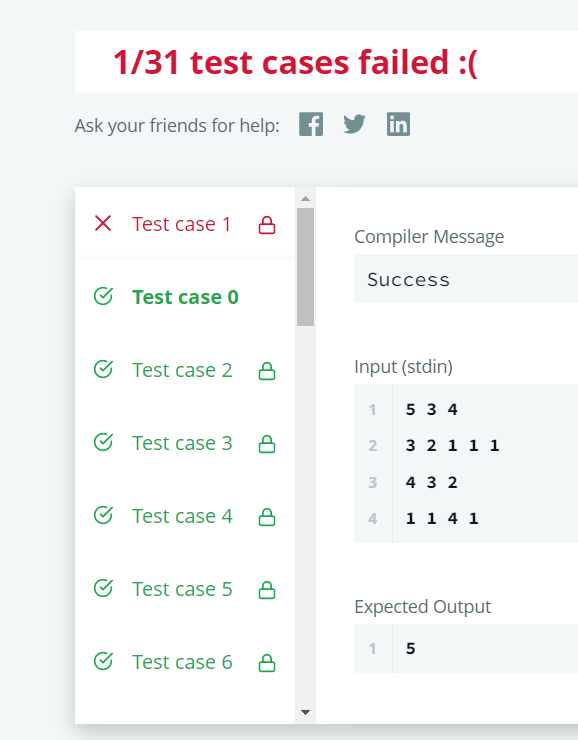 1/31 test cases failed :(
Ask your friends for help:
Test case 1
Test case 0
Test case 2
Test case 3
Test case 4
Test case 5
Test case 6
Compiler Message
Success
Input (stdin)
1 5 3 4
2 3 2 1 1 1
3 4 3 2
4 1 1 4 1
Expected Output
1 5